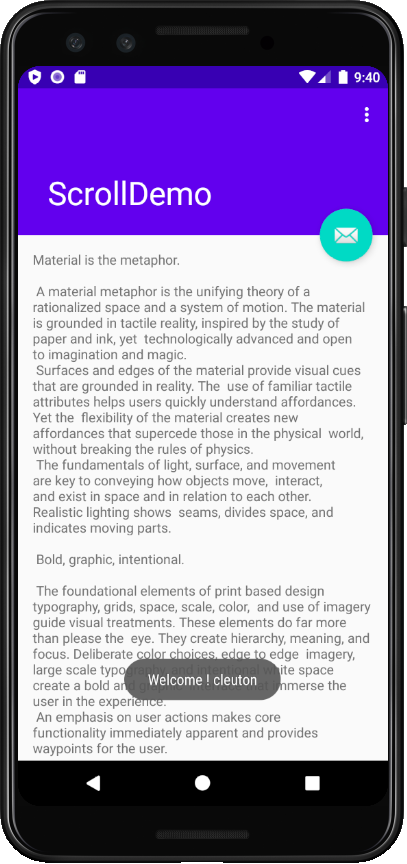 9:40
ScrollDemo
Material is the metaphor.
A material metaphor is the unifying theory of a
rationalized space and a system of motion. The material
is grounded in tactile reality, inspired by the study of
paper and ink, yet technologically advanced and open
to imagination and magic.
Surfaces and edges of the material provide visual cues
that are grounded in reality. The use of familiar tactile
attributes helps users quickly understand affordances.
Yet the flexibility of the material creates new
affordances that supercede those in the physical world,
without breaking the rules of physics.
The fundamentals of light, surface, and movement
are key to conveying how objects move, interact,
and exist in space and in relation to each other.
Realistic lighting shows seams, divides space, and
indicates moving parts.
Bold, graphic, intentional.
The foundational elements of print based design
typography, grids, space, scale, color, and use of imagery
guide visual treatments. These elements do far more
than please the eye. They create hierarchy, meaning, and
focus. Deliberate color choices, edge to edge imagery,
large scale typography, and intentional white space
create a bold and graphic interface that immerse the
user in the experience.
Welcome ! cleuton
An emphasis on user actions makes core
functionality immediately apparent and provides
waypoints for the user.